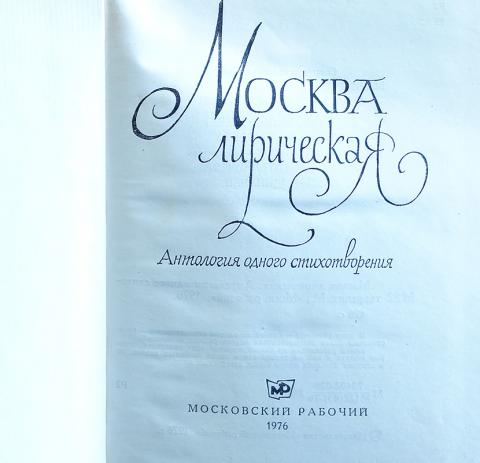 Москва
лирическая
Антология одного стихотворения
МР
МОСКОВСКИЙ РАБОЧИЙ
1976